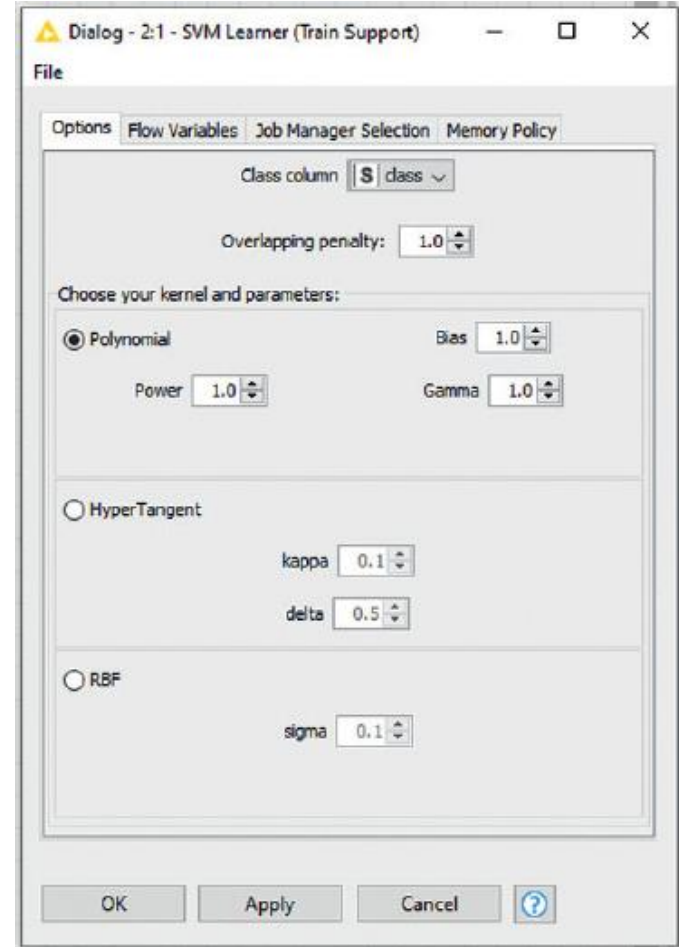 Dialog - 2:1 - SVM Learner (Train Support)
File
Options Flow Variables Job Manager Selection Memory Policy
Class column S class
Overlapping penalty: 1.0
Choose your kernel and parameters:
Polynomial Bias 1.0
Power 1.0 Gamma 1.0
HyperTangent
kappa 0.1
delta 0.5
RBF
sigma 0.1
OK Apply Cancel ?